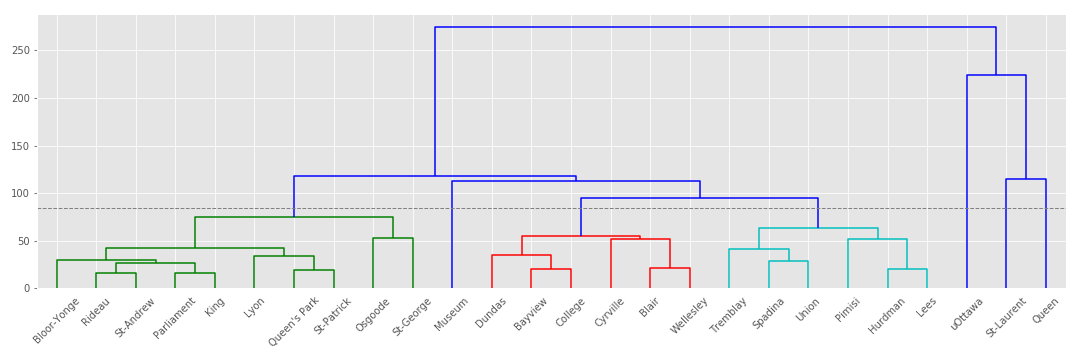 250
200
150
100
50
0
Bloor-Yonge
Rideau
St-Andrew
Parliament
King
Lyon
Queen's Park
St-Patrick
Osgoode
St-George
Museum
Dundas
Bayview
College
Cyrville
Blair
Wellesley
Tremblay
Spadina
Union
Pimisi
Hurdman
Lees
uOttawa
St-Laurent
Queen